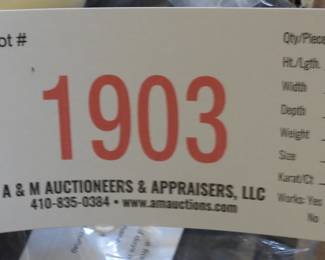 ot #
1903
A & M AUCTIONEERS & APPRAISERS, LLC
410-835-0384 • www.amauctions.com
Qty/Piece
Ht./Lgth.
Width
Depth
Weight
Size
Karat/Ct
Works: Yes
No